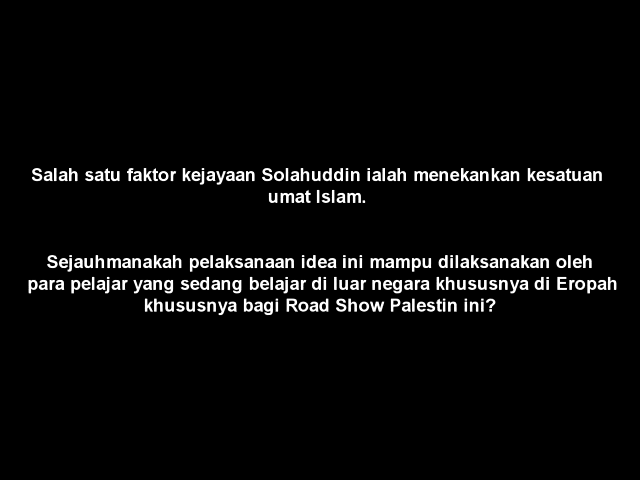 Salah satu faktor kejayaan Solahuddin ialah menekankan kesatuan
umat Islam.
Sejauhmanakah pelaksanaan idea ini mampu dilaksanakan oleh
para pelajar yang sedang belajar di luar negara khususnya di Eropah
khususnya bagi Road Show Palestin ini?